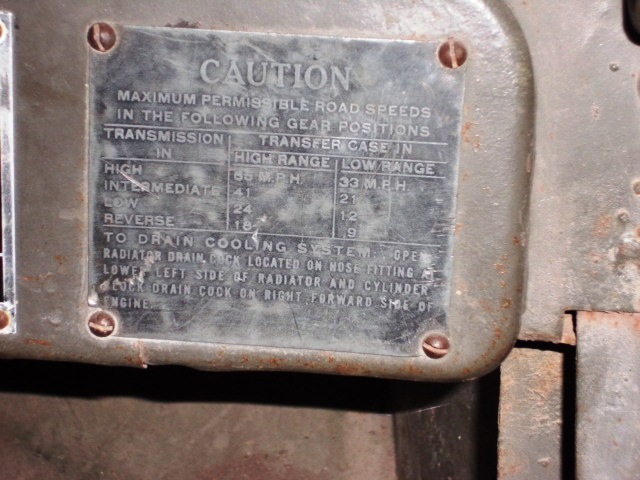 CAUTION
MAXIMUM PERMISSIBLE ROAD SPEEDS
IN THE FOLLOWING GEAR POSITIONS
TRANSMISSION IN TRANSFER CASE IN
HIGH RANGE LOW RANGE
HIGH 65 M.P.H. 33 M.P.H.
INTERMEDIATE 41 21
LOW 24 12
REVERSE 18 9
TO DRAIN COOLING SYSTEM: OPEN
RADIATOR DRAIN COCK LOCATED ON HOSE FITTING AT
LOWER LEFT SIDE OF RADIATOR AND CYLINDER
BLOCK DRAIN COCK ON RIGHT FORWARD SIDE OF
ENGINE.